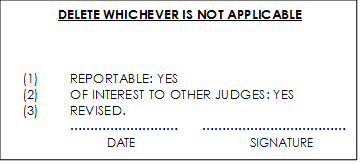 DELETE WHICHEVER IS NOT APPLICABLE
(1) REPORTABLE: YES
(2) OF INTEREST TO OTHER JUDGES: YES
(3) REVISED.
........................... ....................................
DATE SIGNATURE